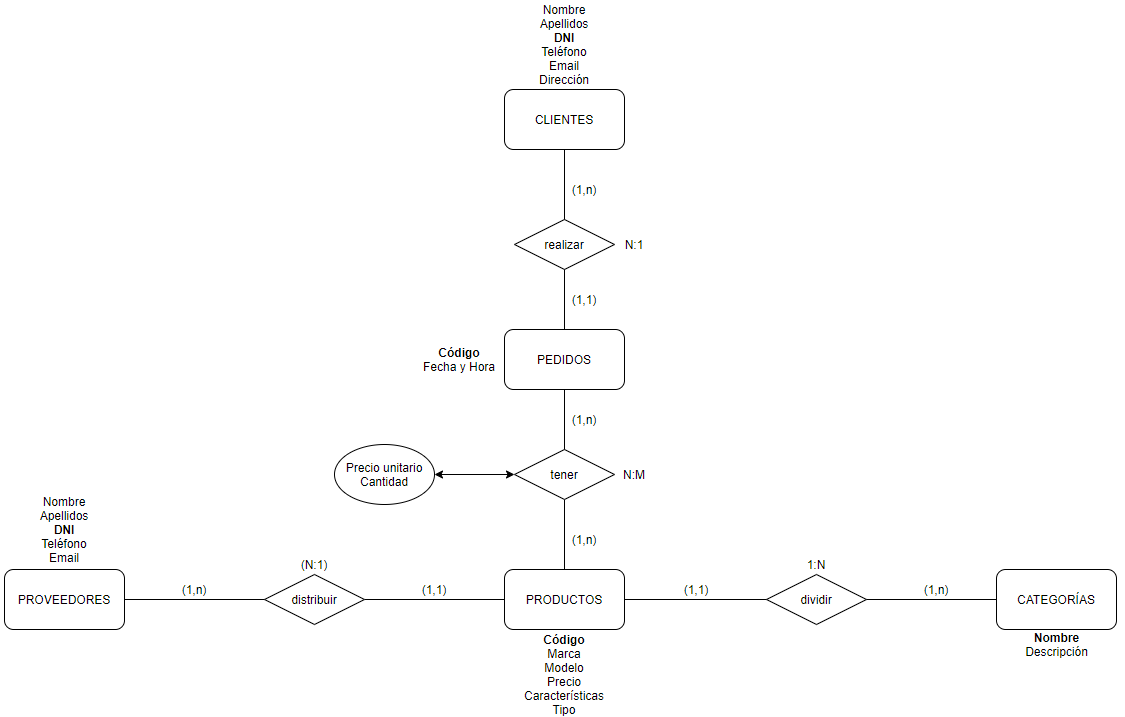 Nombre
Apellidos
DNI
Teléfono
Email
Dirección
CLIENTES
(1,n)
realizar
N:1
(1,1)
Código
Fecha y Hora
PEDIDOS
(1,n)
Precio unitario
Cantidad
tener
N:M
(1,n)
Nombre
Apellidos
DNI
Teléfono
Email
PROVEEDORES
(1,n)
(N:1)
distribuir
(1,1)
PRODUCTOS
Código
Marca
Modelo
Precio
Características
Tipo
(1,1)
1:N
dividir
(1,n)
CATEGORÍAS
Nombre
Descripción